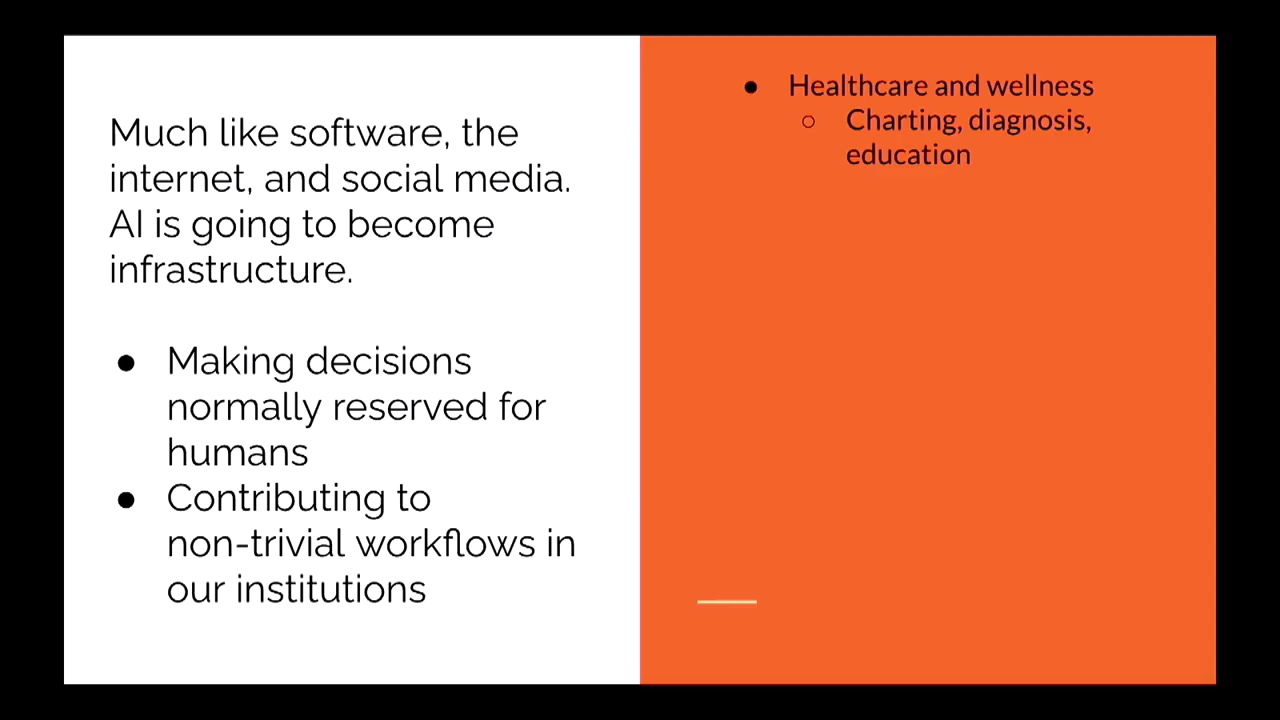 Much like software, the
internet, and social media.
AI is going to become
infrastructure.
● Making decisions
normally reserved for
humans
● Contributing to
non-trivial workflows in
our institutions
● Healthcare and wellness
○ Charting, diagnosis,
education